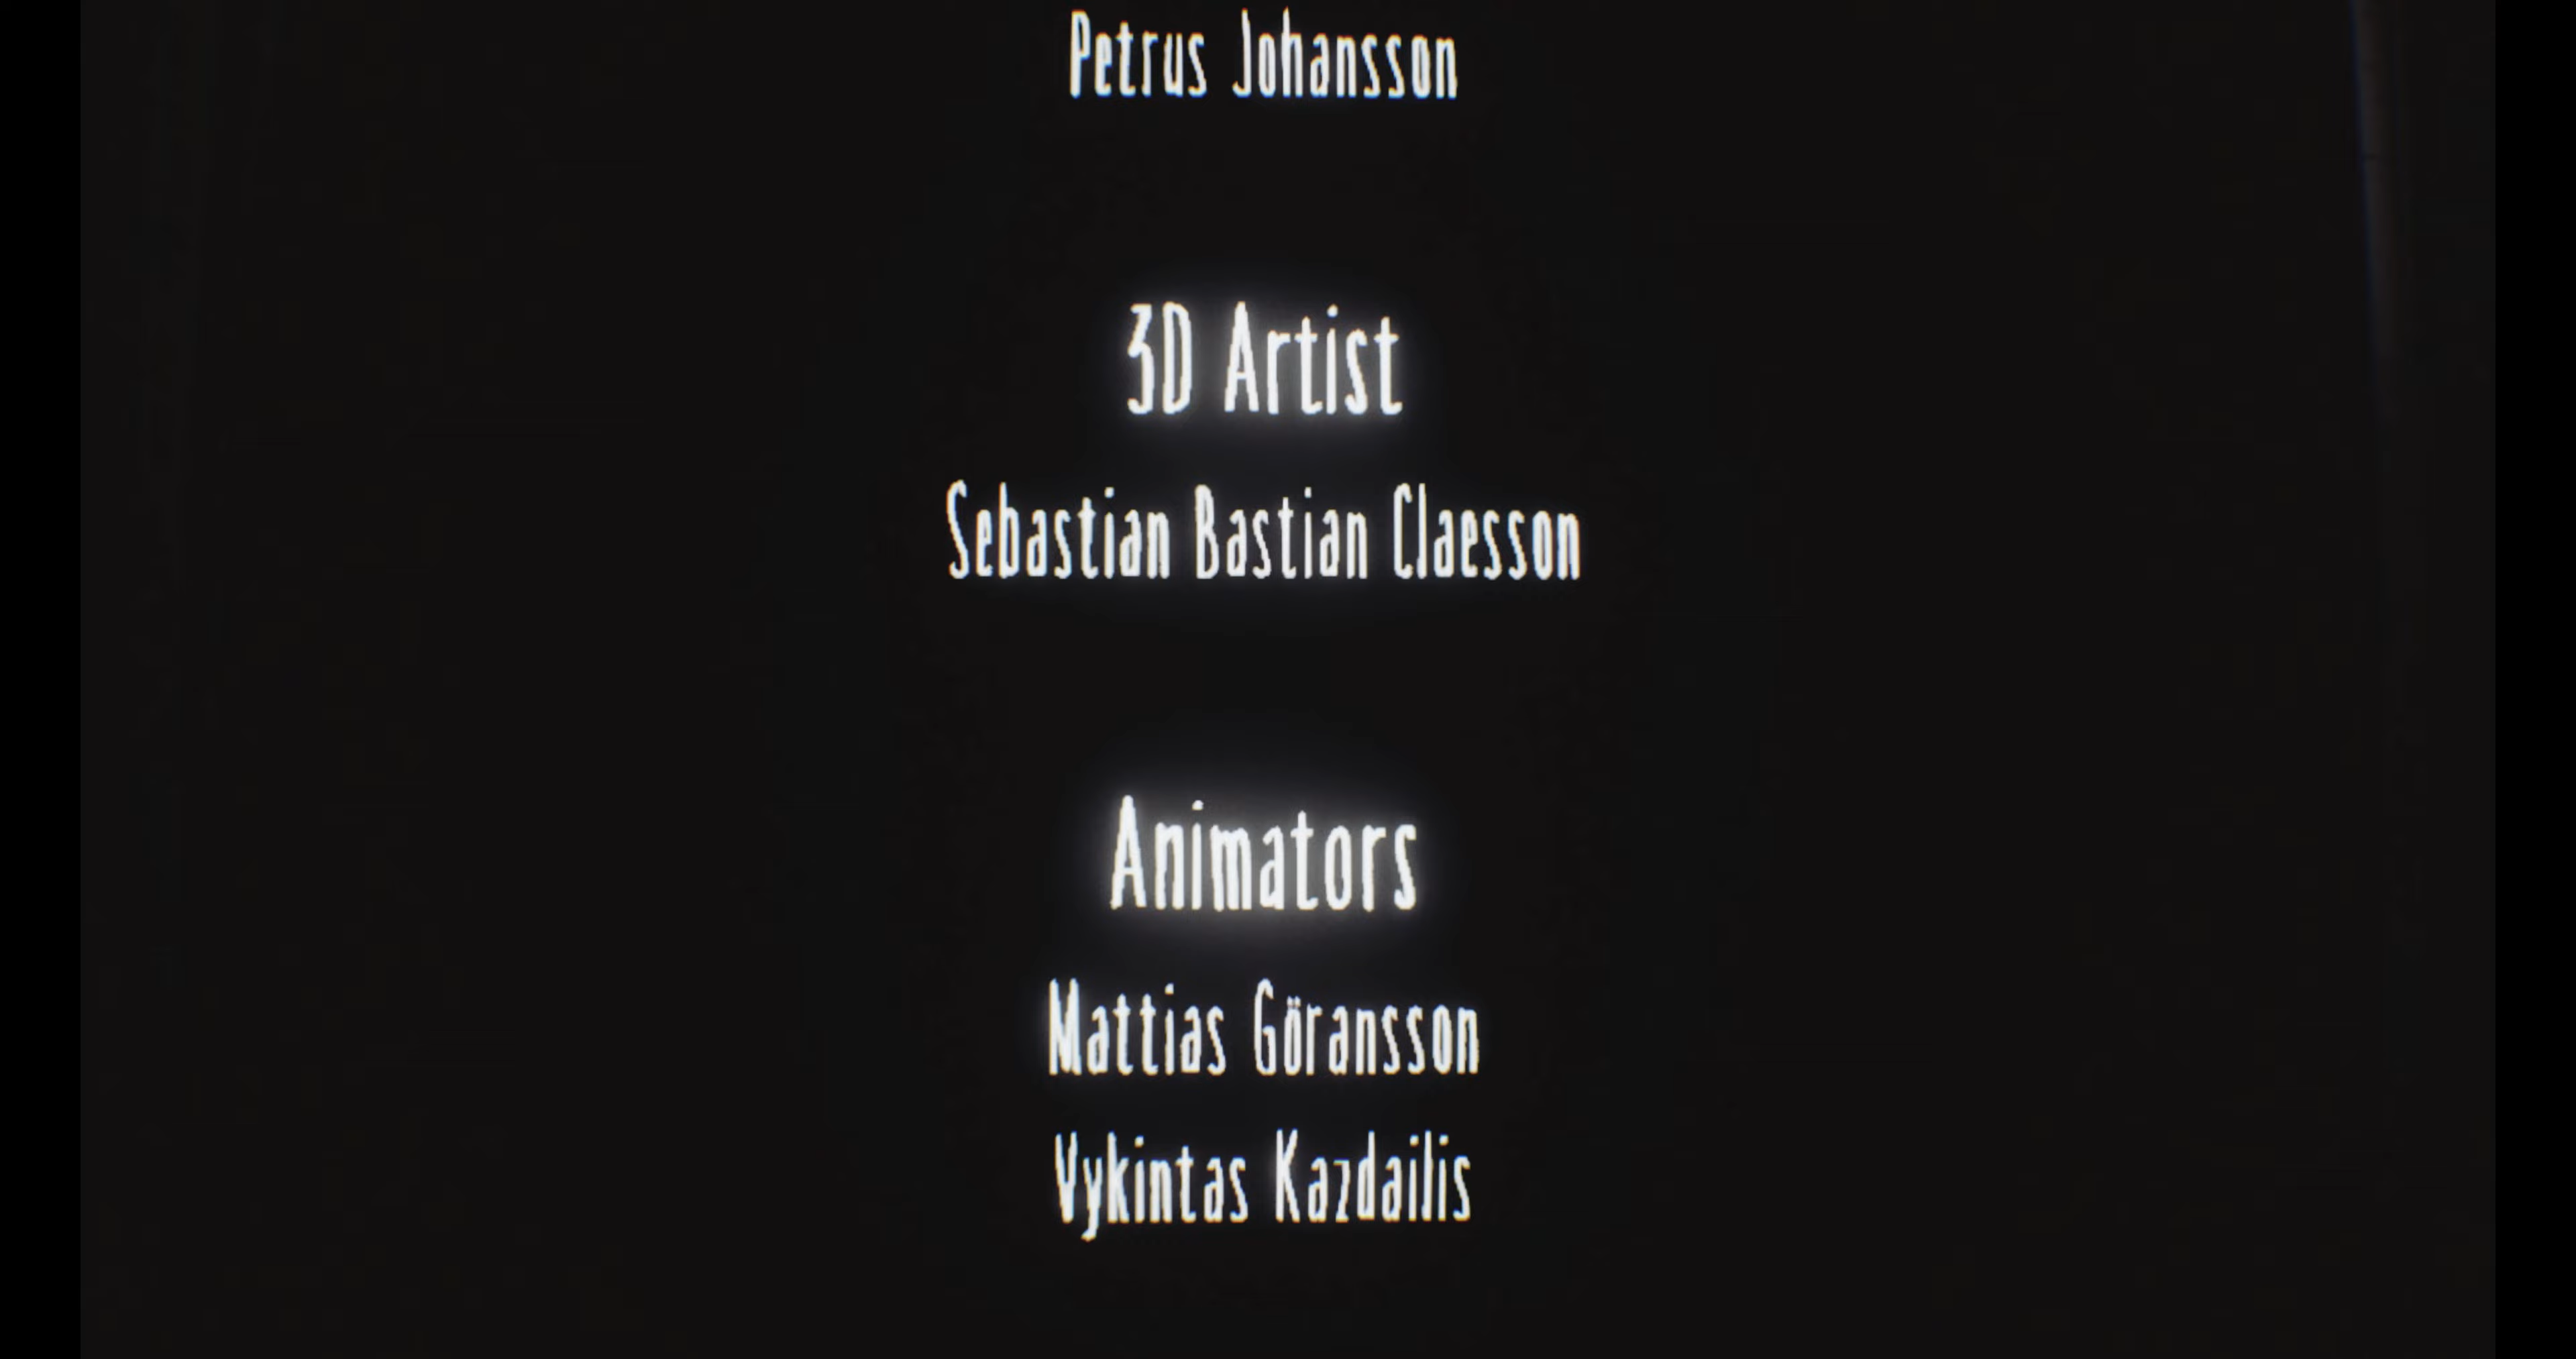 Petrus Johansson
3D Artist
Sebastian Bastian Claesson
Animators
Mattias Göransson
Vykintas Kazdailis